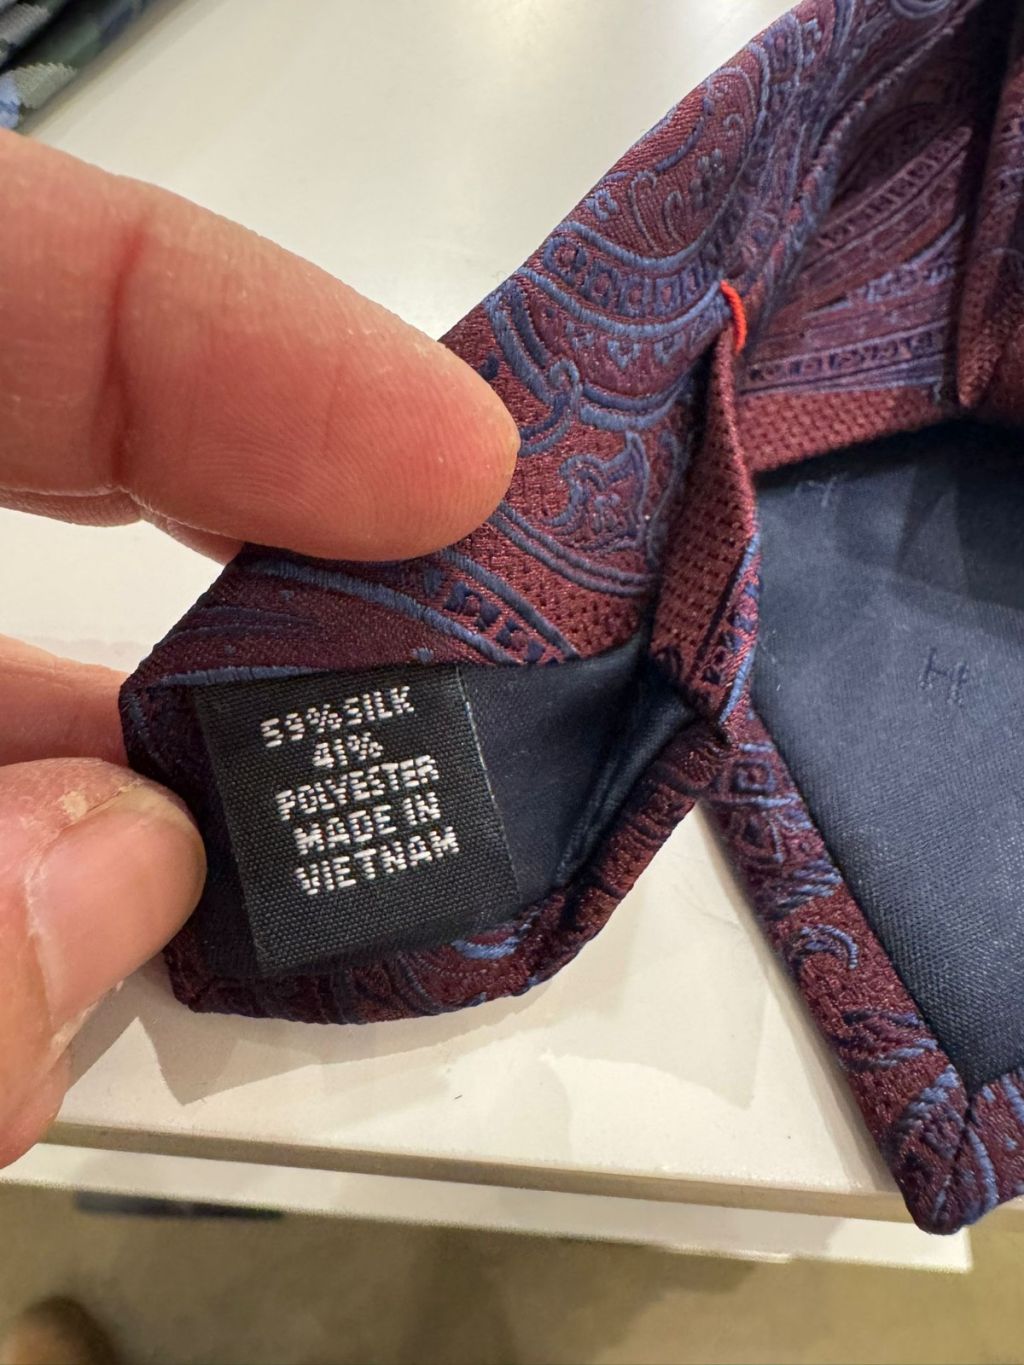 59% SILK
41%
POLYESTER
MADE IN
VIETNAM
H